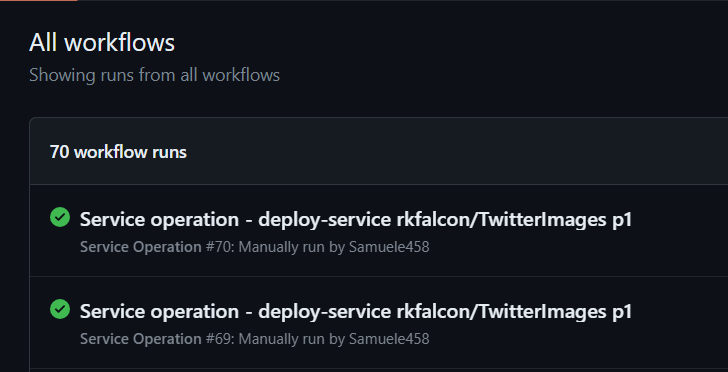 All workflows
Showing runs from all workflows
70 workflow runs
Service operation - deploy-service rkfalcon/TwitterImages p1
Service Operation #70: Manually run by Samuele458
Service operation - deploy-service rkfalcon/TwitterImages p1
Service Operation #69: Manually run by Samuele458